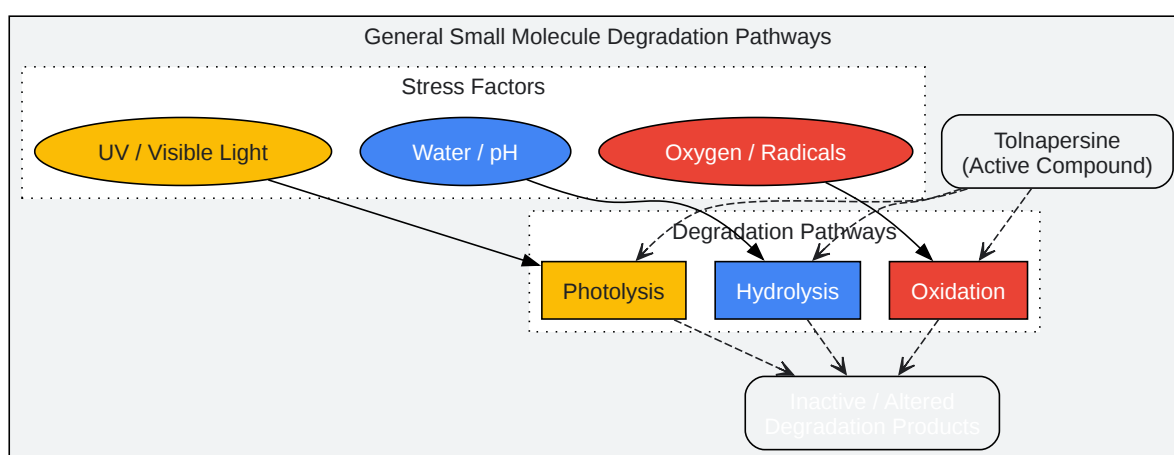 General Small Molecule Degradation Pathways
Stress Factors
UV / Visible Light
Water / pH
Oxygen / Radicals
Tolnapersine
(Active Compound)
Degradation Pathways
Photolysis
Hydrolysis
Oxidation
Inactive / Altered
Degradation Products